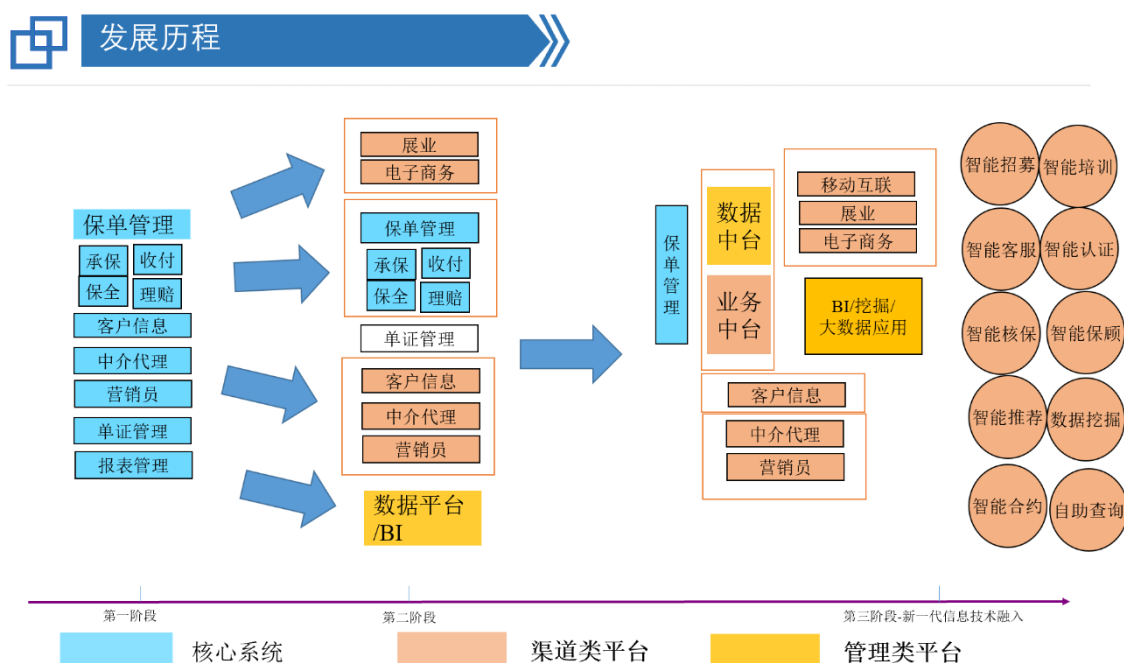 发展历程
保单管理
承保
收付
保全
理赔
客户信息
中介代理
营销员
单证管理
报表管理
展业
电子商务
保单管理
承保
收付
保全
理赔
单证管理
客户信息
中介代理
营销员
数据平台
/BI
保单管理
数据
中台
业务
中台
移动互联
展业
电子商务
BI/挖掘/
大数据应用
客户信息
中介代理
营销员
智能招募
智能培训
智能客服
智能认证
智能核保
智能保顾
智能推荐
数据挖掘
智能合约
自助查询
第一阶段
第二阶段
第三阶段-新一代信息技术融入
核心系统
渠道类平台
管理类平台